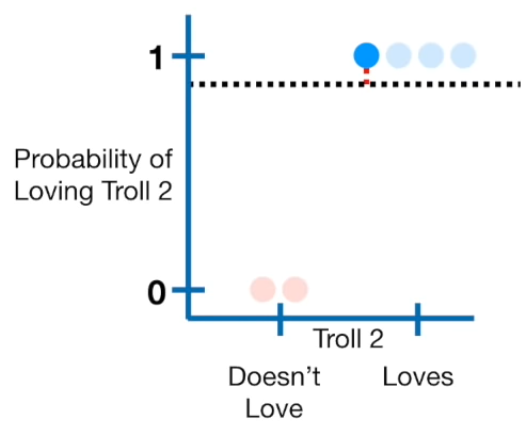 1
Probability of
Loving Troll 2
0
Troll 2
Doesn't
Love
Loves